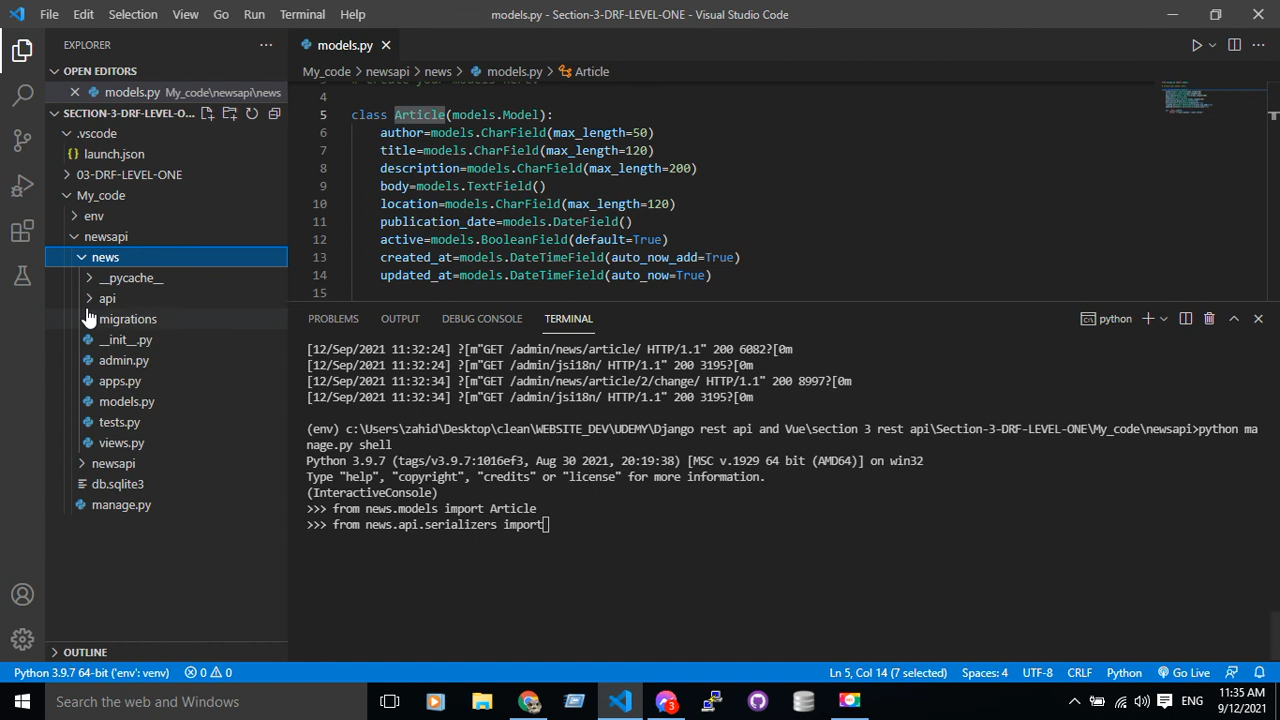 File Edit Selection View Go Run Terminal Help
models.py - Section-3-DRF-LEVEL-ONE - Visual Studio Code
EXPLORER
OPEN EDITORS
models.py My_code\newsapi\news
SECTION-3-DRF-LEVEL-O...
.vscode
launch.json
03-DRF-LEVEL-ONE
My_code
env
newsapi
news
__pycache__
api
migrations
__init__.py
admin.py
apps.py
models.py
tests.py
views.py
newsapi
db.sqlite3
manage.py
OUTLINE
models.py
My_code > newsapi > news > models.py > Article
4
5 class Article(models.Model):
6 author=models.CharField(max_length=50)
7 title=models.CharField(max_length=120)
8 description=models.CharField(max_length=200)
9 body=models.TextField()
10 location=models.CharField(max_length=120)
11 publication_date=models.DateField()
12 active=models.BooleanField(default=True)
13 created_at=models.DateTimeField(auto_now_add=True)
14 updated_at=models.DateTimeField(auto_now=True)
15
PROBLEMS OUTPUT DEBUG CONSOLE TERMINAL
python
[12/Sep/2021 11:32:24] ?[m"GET /admin/news/article/ HTTP/1.1" 200 6082?[0m
[12/Sep/2021 11:32:24] ?[m"GET /admin/jsi18n/ HTTP/1.1" 200 3195?[0m
[12/Sep/2021 11:32:34] ?[m"GET /admin/news/article/2/change/ HTTP/1.1" 200 8997?[0m
[12/Sep/2021 11:32:34] ?[m"GET /admin/jsi18n/ HTTP/1.1" 200 3195?[0m
(env) c:\Users\zahid\Desktop\clean\WEBSITE_DEV\UDEMY\Django rest api and Vue\section 3 rest api\Section-3-DRF-LEVEL-ONE\My_code\newsapi>python ma
nage.py shell
Python 3.9.7 (tags/v3.9.7:1016ef3, Aug 30 2021, 20:19:38) [MSC v.1929 64 bit (AMD64)] on win32
Type "help", "copyright", "credits" or "license" for more information.
(InteractiveConsole)
>>> from news.models import Article
>>> from news.api.serializers import
Python 3.9.7 64-bit ('env': venv) 0 0
Ln 5, Col 14 (7 selected) Spaces: 4 UTF-8 CRLF Python Go Live
Search the web and Windows
3
ENG
11:35 AM
9/12/2021